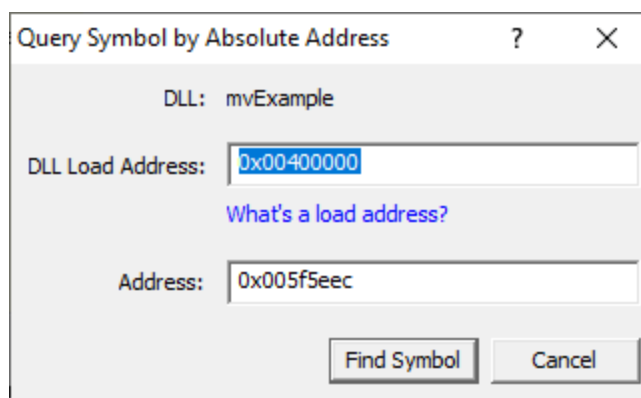 Query Symbol by Absolute Address ?
DLL: mvExample
DLL Load Address: 0x00400000
What's a load address?
Address: 0x005f5eec
Find Symbol Cancel